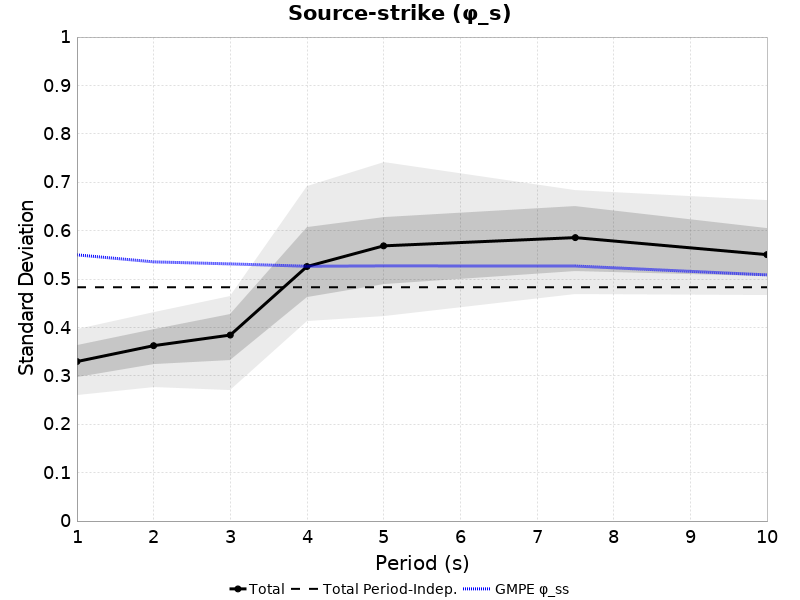 Source-strike (φ_s)
Standard Deviation
1
0.9
0.8
0.7
0.6
0.5
0.4
0.3
0.2
0.1
0
1 2 3 4 5 6 7 8 9 10
Period (s)
Total Total Period-Indep. GMPE φ_ss